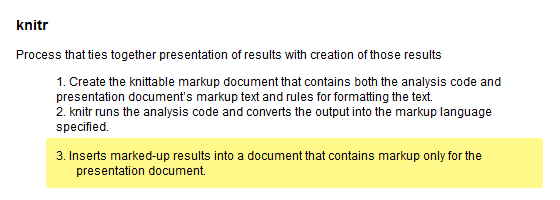 knitr
Process that ties together presentation of results with creation of those results
1. Create the knittable markup document that contains both the analysis code and
presentation document's markup text and rules for formatting the text.
2. knitr runs the analysis code and converts the output into the markup language
specified.
3. Inserts marked-up results into a document that contains markup only for the
presentation document.